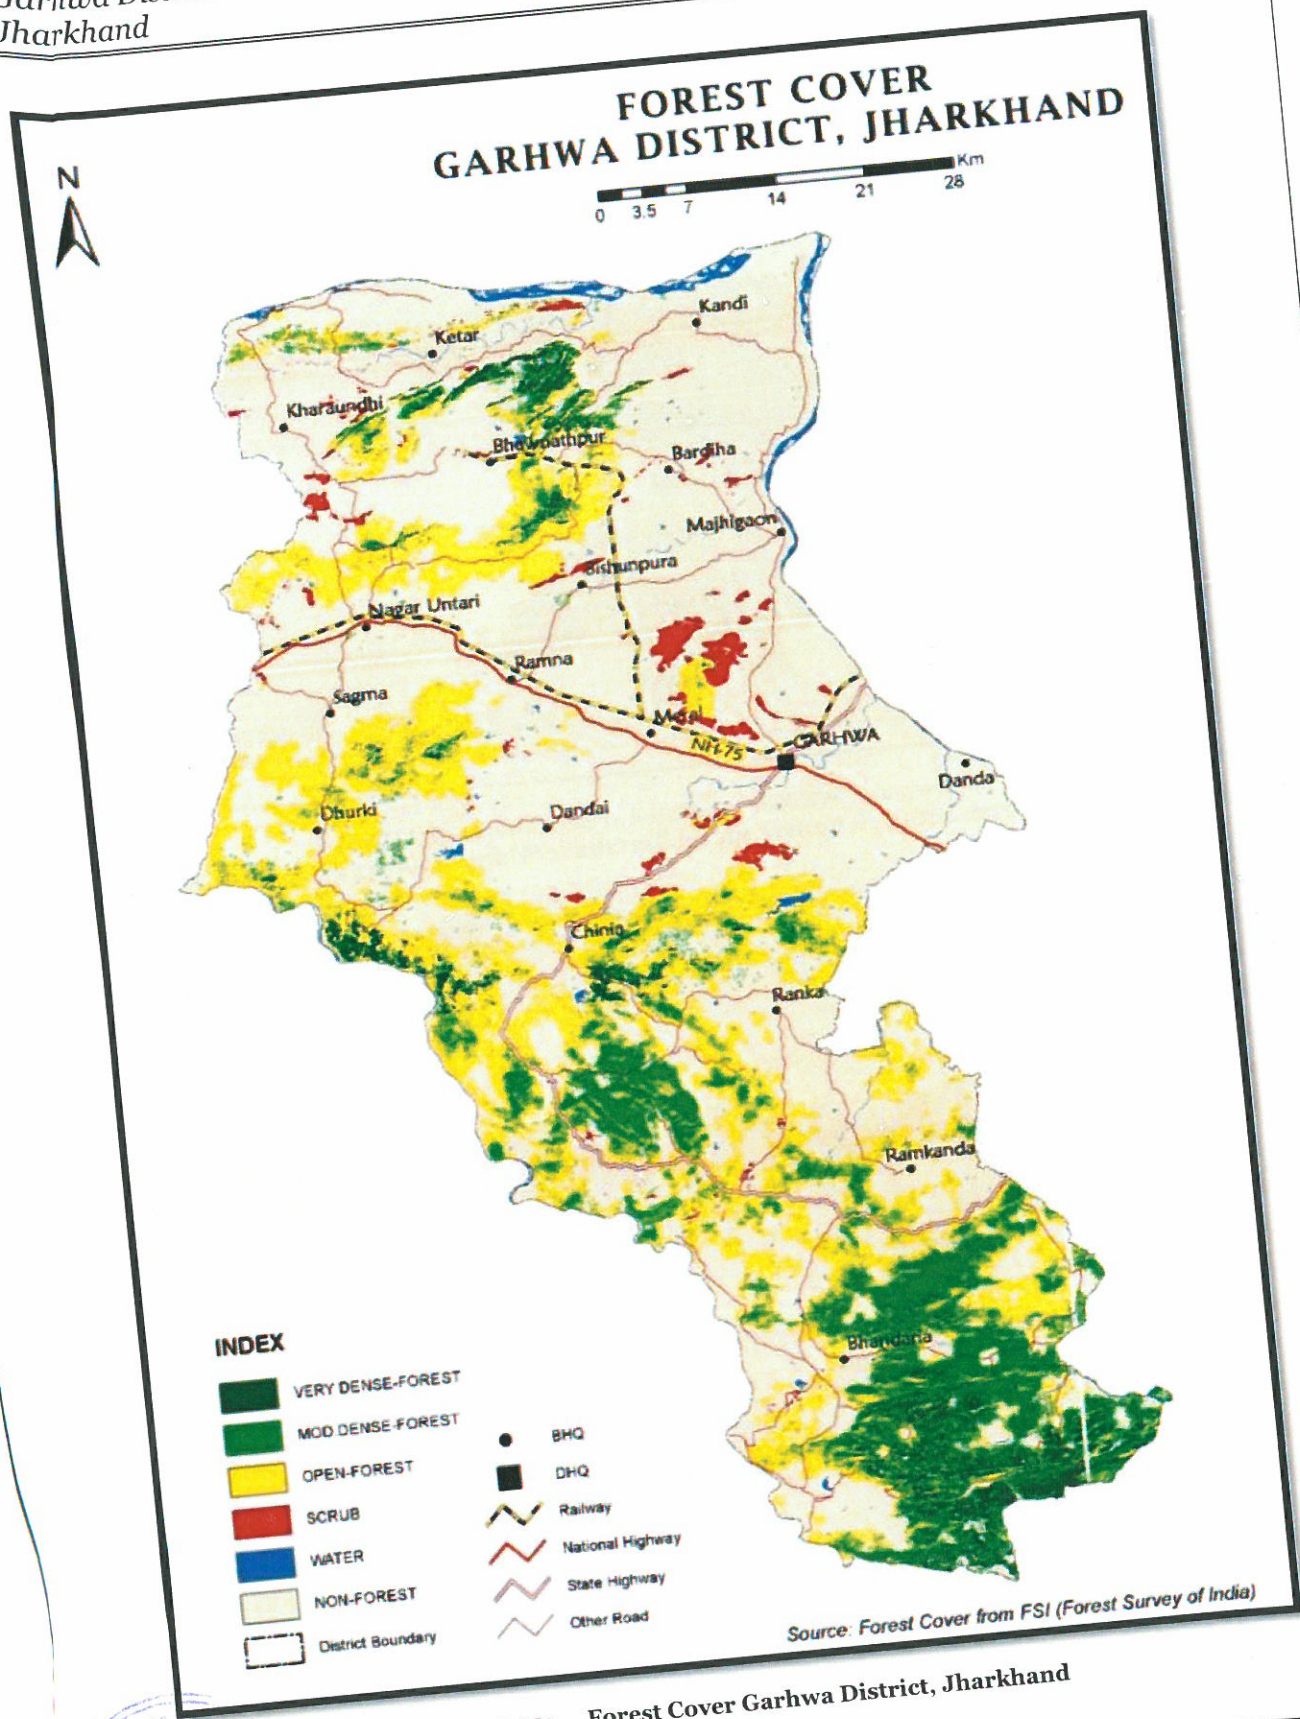 Jharkhand
FOREST COVER
GARHWA DISTRICT, JHARKHAND
N
Km
0 3.5 7 14 21 28
Kandi
Ketar
Kharaundhi
Bhawnathpur
Bardiha
Majhigaon
Bishunpura
Nagar Untari
Ramna
Sagma
Meral
NH-75
GARHWA
Danda
Dhurki
Dandai
Chinia
Ranka
Ramkanda
Bhandaria
INDEX
VERY DENSE-FOREST
MOD.DENSE-FOREST
OPEN-FOREST
SCRUB
WATER
NON-FOREST
District Boundary
BHQ
DHQ
Railway
National Highway
State Highway
Other Road
Source: Forest Cover from FSI (Forest Survey of India)
Forest Cover Garhwa District, Jharkhand